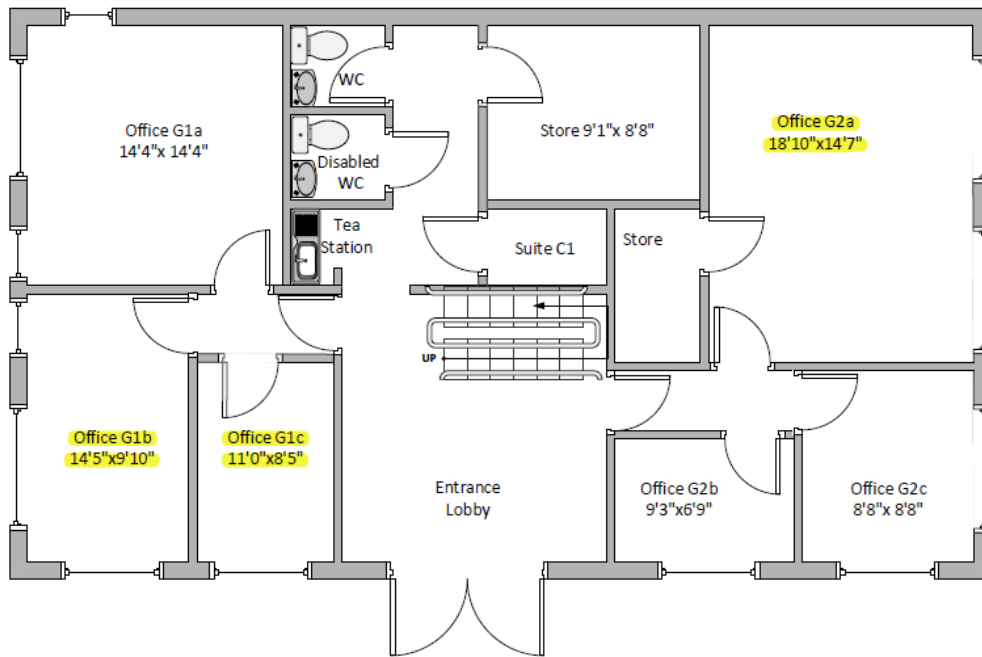 WC
Office G1a
14'4"x 14'4"
Store 9'1"x 8'8"
Office G2a
18'10"x14'7"
Disabled
WC
Tea
Station
Suite C1
Store
UP
Office G1b
14'5"x9'10"
Office G1c
11'0"x8'5"
Entrance
Lobby
Office G2b
9'3"x6'9"
Office G2c
8'8"x 8'8"